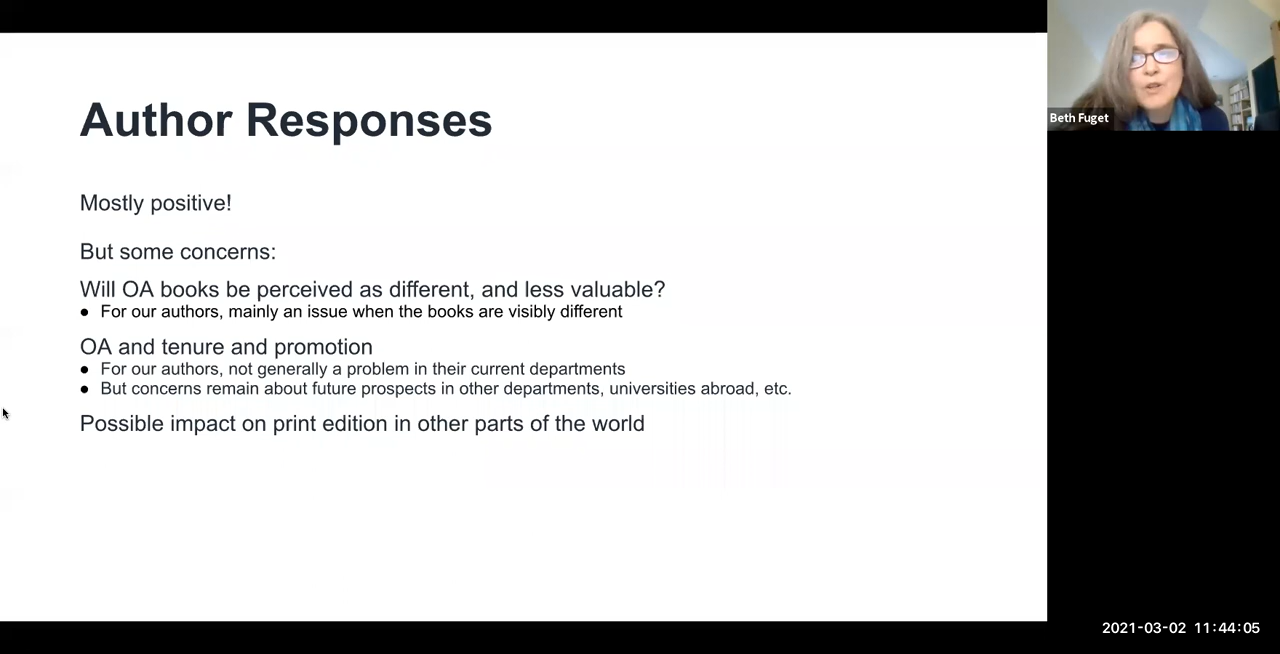 Author Responses
Mostly positive!
But some concerns:
Will OA books be perceived as different, and less valuable?
● For our authors, mainly an issue when the books are visibly different
OA and tenure and promotion
● For our authors, not generally a problem in their current departments
● But concerns remain about future prospects in other departments, universities abroad, etc.
Possible impact on print edition in other parts of the world
Beth Fuget
2021-03-02 11:44:05